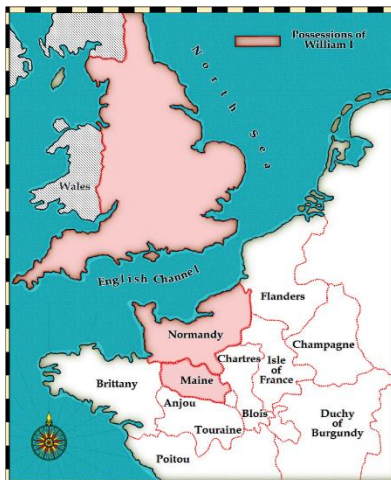 Possessions
of William I
North Sea
Wales
English Channel
Flanders
Normandy
Champagne
Chartres
Isle
of
France
Maine
Brittany
Anjou
Blois
Duchy
of
Burgundy
Touraine
Poitou